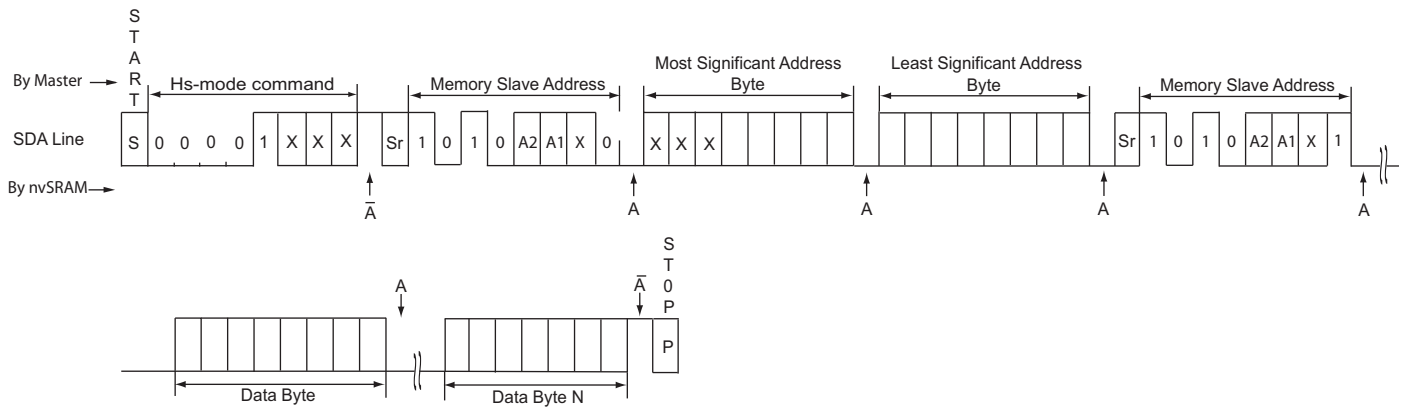 START
By Master
Hs-mode command
Memory Slave Address
Most Significant Address
Byte
Least Significant Address
Byte
Memory Slave Address
SDA Line
S 0 0 0 0 1 X X X Sr 1 0 1 0 A2 A1 X 0 X X X Sr 1 0 1 0 A2 A1 X 1
By nvSRAM
A̅ A A A A
A A̅ ST0P
P
Data Byte
Data Byte N